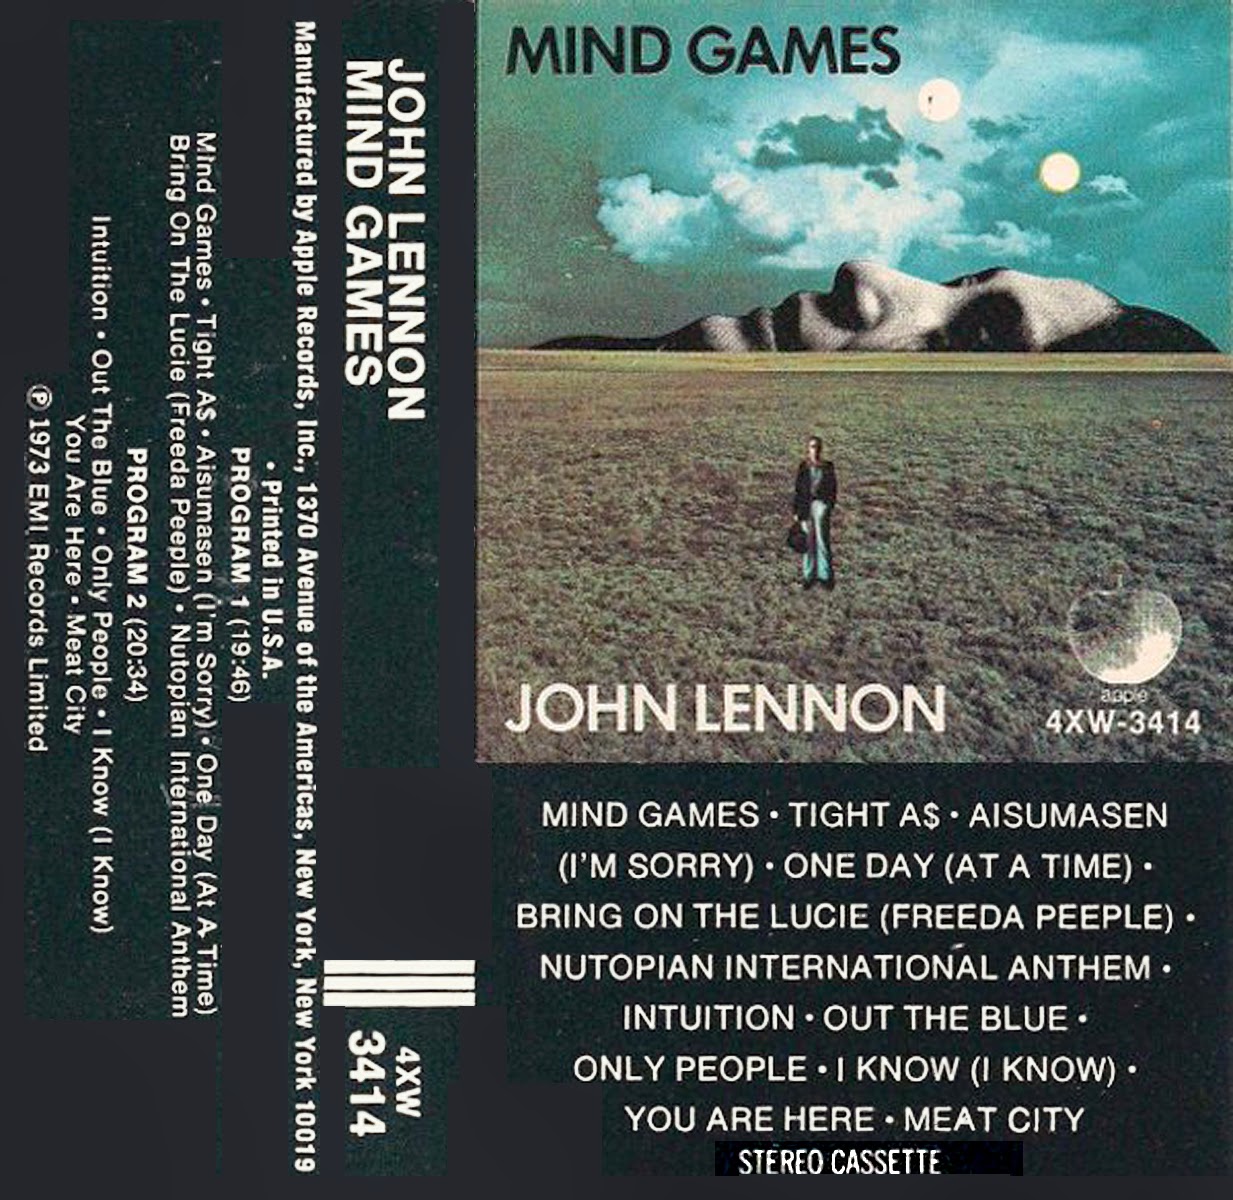 MIND GAMES
JOHN LENNON
apple
4XW-3414
MIND GAMES • TIGHT A$ • AISUMASEN
(I'M SORRY) • ONE DAY (AT A TIME) •
BRING ON THE LUCIE (FREEDA PEEPLE) •
NUTOPIAN INTERNATIONAL ANTHEM •
INTUITION • OUT THE BLUE •
ONLY PEOPLE • I KNOW (I KNOW) •
YOU ARE HERE • MEAT CITY
STEREO CASSETTE
JOHN LENNON
MIND GAMES
4XW
3414
Manufactured by Apple Records, Inc., 1370 Avenue of the Americas, New York, New York 10019
• Printed in U.S.A.
PROGRAM 1 (19:46)
Mind Games • Tight A$ • Aisumasen (I'm Sorry) • One Day (At A Time)
Bring On The Lucie (Freeda Peeple) • Nutopian International Anthem
PROGRAM 2 (20:34)
Intuition • Out The Blue • Only People • I Know (I Know)
You Are Here • Meat City
Ⓟ 1973 EMI Records Limited